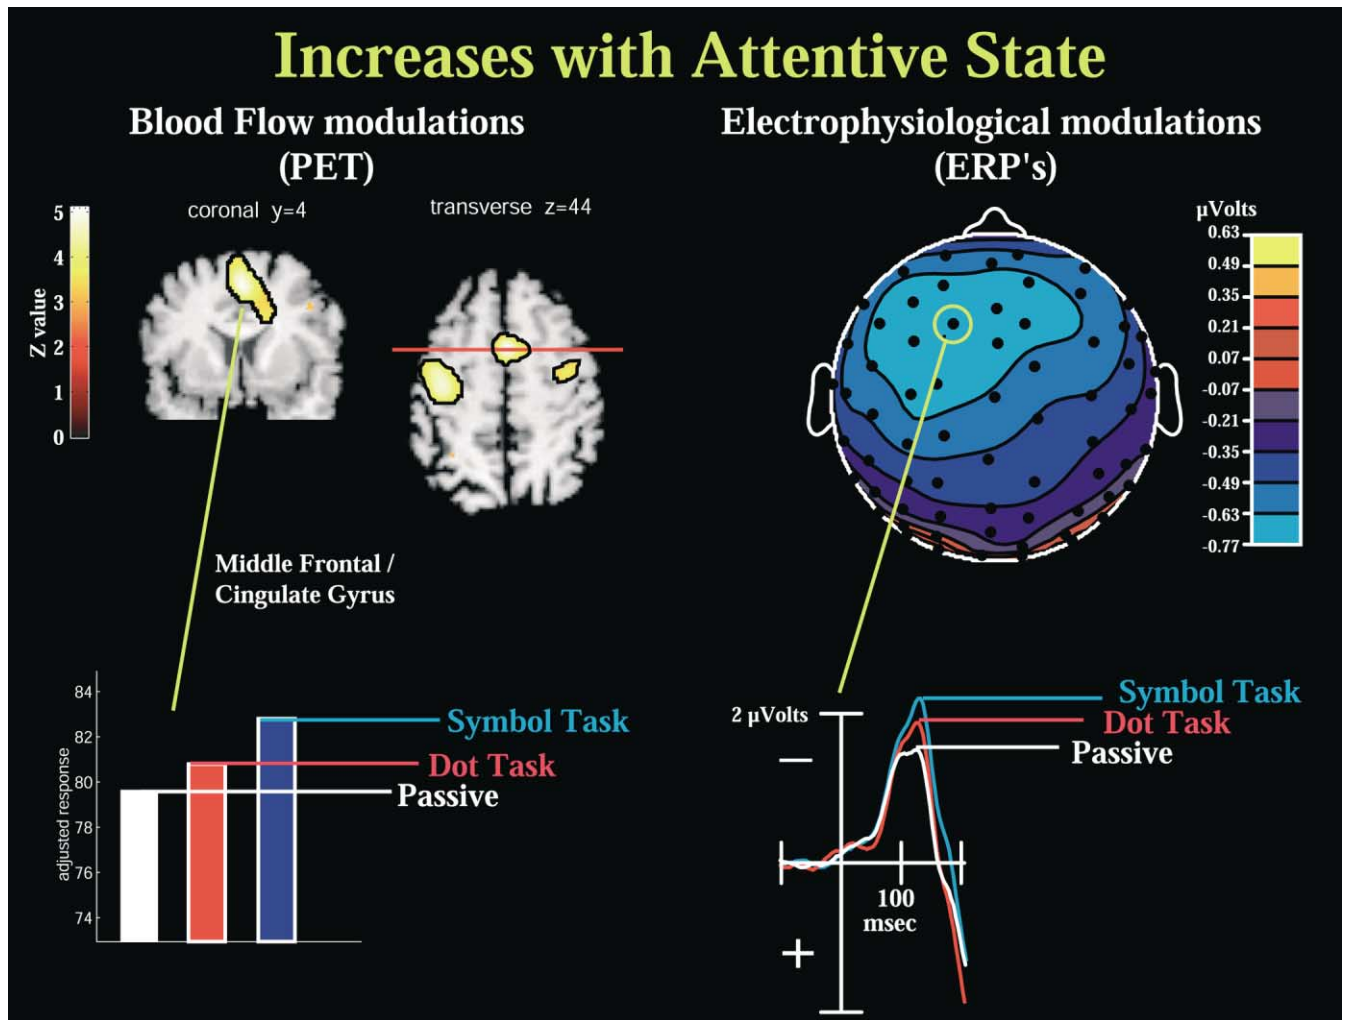 Increases with Attentive State
Blood Flow modulations
(PET)
Electrophysiological modulations
(ERP's)
coronal y=4
transverse z=44
Z value
5
4
3
2
1
0
µVolts
0.63
0.49
0.35
0.21
0.07
-0.07
-0.21
-0.35
-0.49
-0.63
-0.77
Middle Frontal /
Cingulate Gyrus
adjusted response
84
82
80
78
76
74
Symbol Task
Dot Task
Passive
2 µVolts
−
+
100
msec
Symbol Task
Dot Task
Passive